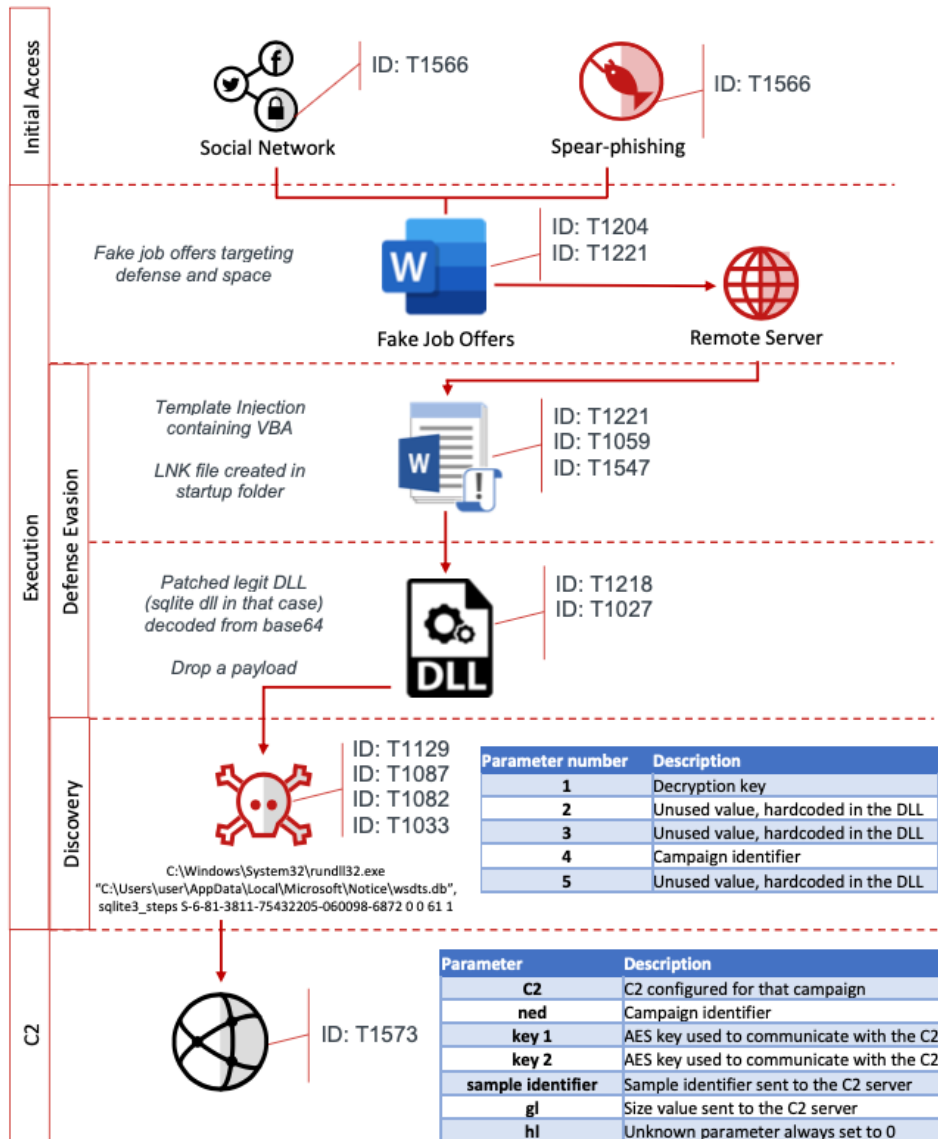 Initial Access
ID: T1566
Social Network
ID: T1566
Spear-phishing
Execution
Fake job offers targeting
defense and space
W
ID: T1204
ID: T1221
Fake Job Offers
Remote Server
Defense Evasion
Template Injection
containing VBA
LNK file created in
startup folder
W
ID: T1221
ID: T1059
ID: T1547
Patched legit DLL
(sqlite dll in that case)
decoded from base64
Drop a payload
DLL
ID: T1218
ID: T1027
Discovery
ID: T1129
ID: T1087
ID: T1082
ID: T1033
C:\Windows\System32\rundll32.exe
"C:\Users\user\AppData\Local\Microsoft\Notice\wsdts.db",
sqlite3_steps S-6-81-3811-75432205-060098-6872 0 0 61 1
Parameter number Description
1 Decryption key
2 Unused value, hardcoded in the DLL
3 Unused value, hardcoded in the DLL
4 Campaign identifier
5 Unused value, hardcoded in the DLL
C2
ID: T1573
Parameter Description
C2 C2 configured for that campaign
ned Campaign identifier
key 1 AES key used to communicate with the C2
key 2 AES key used to communicate with the C2
sample identifier Sample identifier sent to the C2 server
gl Size value sent to the C2 server
hl Unknown parameter always set to 0